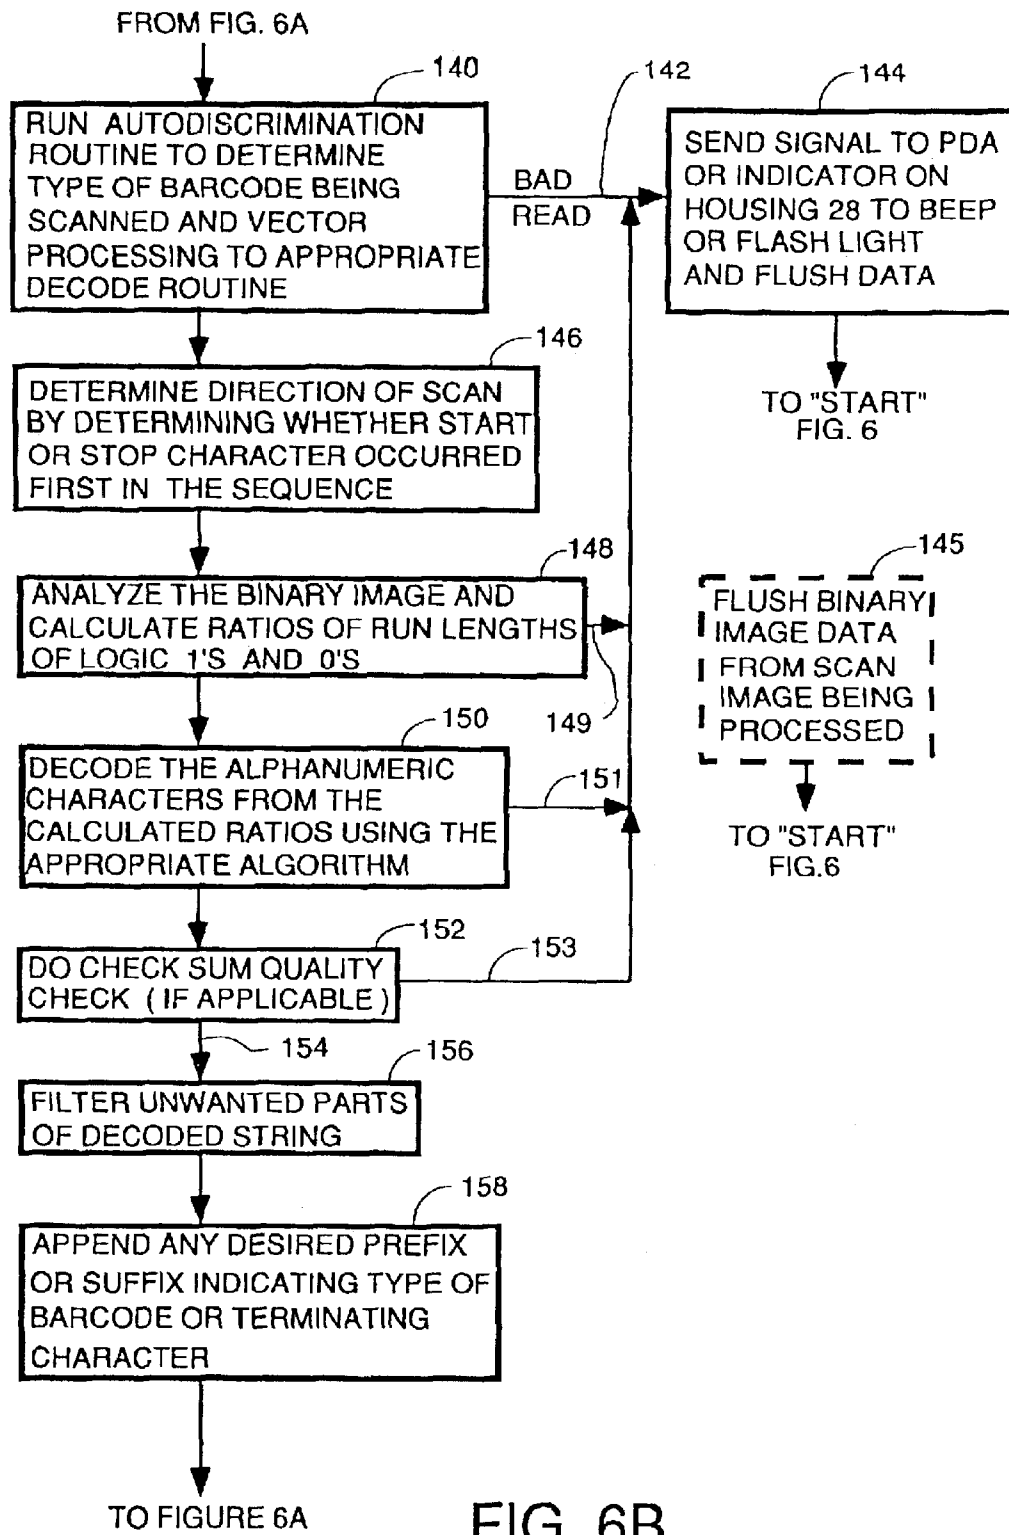 FROM FIG. 6A
140
RUN AUTODISCRIMINATION
ROUTINE TO DETERMINE
TYPE OF BARCODE BEING
SCANNED AND VECTOR
PROCESSING TO APPROPRIATE
DECODE ROUTINE
BAD
READ
142
144
SEND SIGNAL TO PDA
OR INDICATOR ON
HOUSING 28 TO BEEP
OR FLASH LIGHT
AND FLUSH DATA
TO "START"
FIG. 6
146
DETERMINE DIRECTION OF SCAN
BY DETERMINING WHETHER START
OR STOP CHARACTER OCCURRED
FIRST IN THE SEQUENCE
148
ANALYZE THE BINARY IMAGE AND
CALCULATE RATIOS OF RUN LENGTHS
OF LOGIC 1'S AND 0'S
149
145
FLUSH BINARY
IMAGE DATA
FROM SCAN
IMAGE BEING
PROCESSED
TO "START"
FIG.6
150
DECODE THE ALPHANUMERIC
CHARACTERS FROM THE
CALCULATED RATIOS USING THE
APPROPRIATE ALGORITHM
151
152
DO CHECK SUM QUALITY
CHECK (IF APPLICABLE)
153
154
156
FILTER UNWANTED PARTS
OF DECODED STRING
158
APPEND ANY DESIRED PREFIX
OR SUFFIX INDICATING TYPE OF
BARCODE OR TERMINATING
CHARACTER
TO FIGURE 6A
FIG. 6B